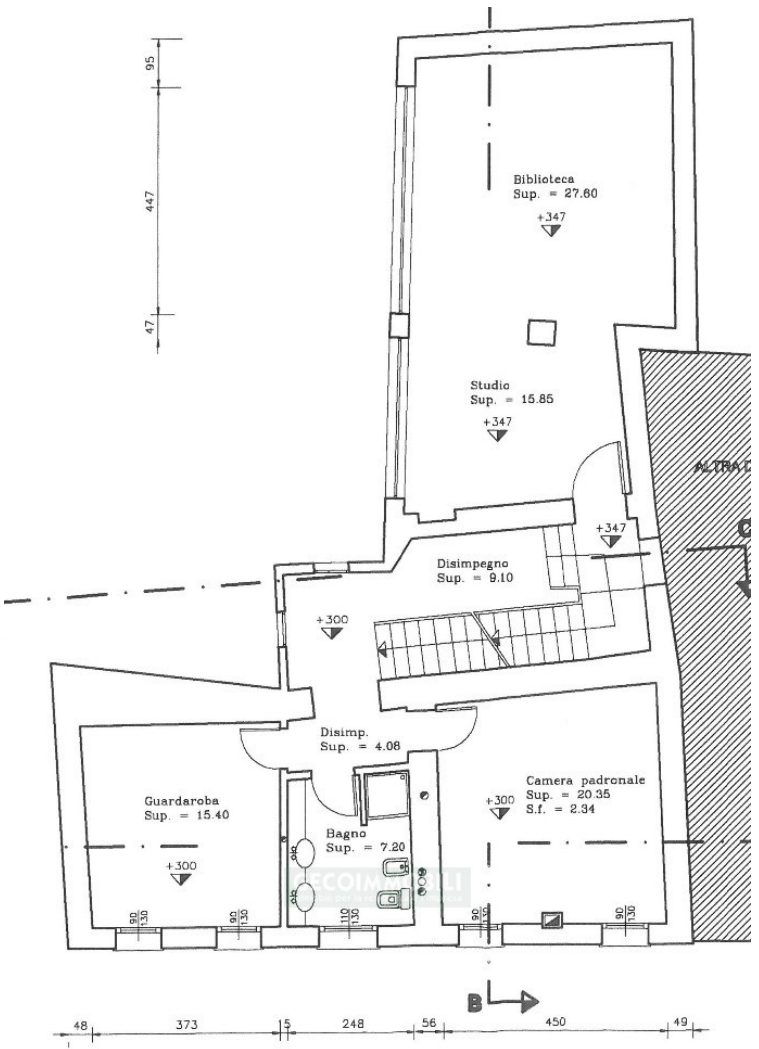 95
447
47
Biblioteca
Sup. = 27.60
+347
Studio
Sup. = 15.85
+347
ALTRA
+347
C
Disimpegno
Sup. = 9.10
+300
Disimp.
Sup. = 4.08
Guardaroba
Sup. = 15.40
+300
Camera padronale
Sup. = 20.35
S.f. = 2.34
+300
Bagno
Sup. = 7.20
GECOIMMOBILI
90
130
90
130
110
130
90
130
90
130
B
48
373
15
248
56
450
49